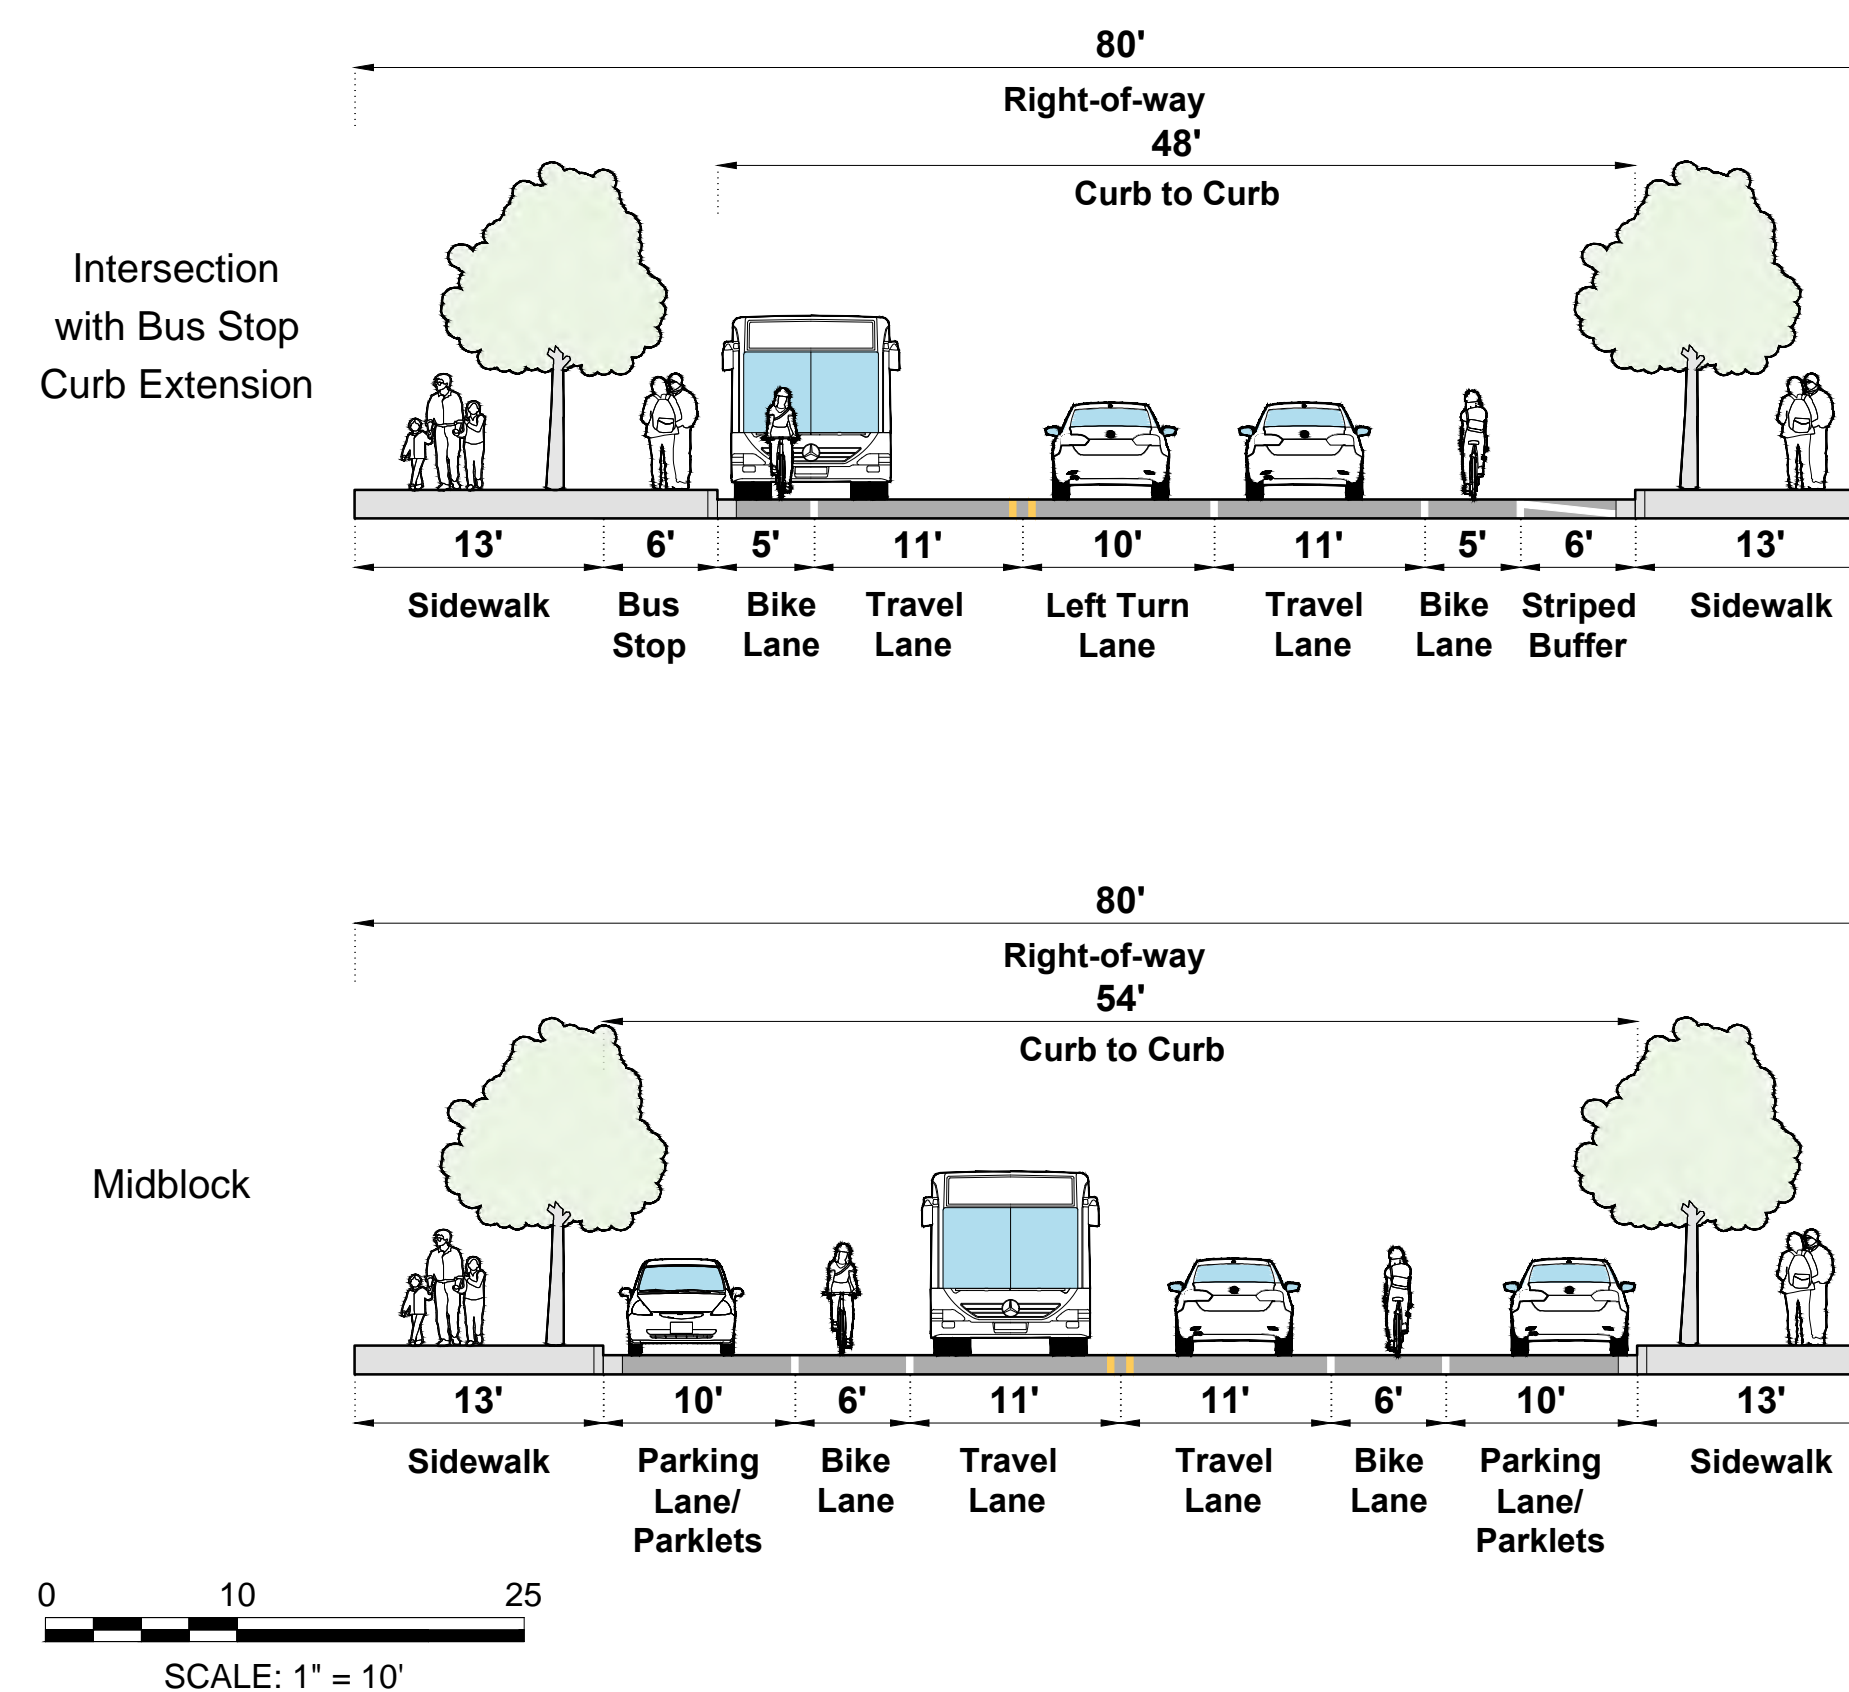 80'
Right-of-way
48'
Curb to Curb
Intersection
with Bus Stop
Curb Extension
13' 6' 5' 11' 10' 11' 5' 6' 13'
Sidewalk Bus Bike Travel Left Turn Travel Bike Striped Sidewalk
Stop Lane Lane Lane Lane Lane Buffer
80'
Right-of-way
54'
Curb to Curb
Midblock
13' 10' 6' 11' 11' 6' 10' 13'
Sidewalk Parking Bike Travel Travel Bike Parking Sidewalk
Lane/ Lane Lane Lane Lane Lane/
Parklets Parklets
0 10 25
SCALE: 1" = 10'